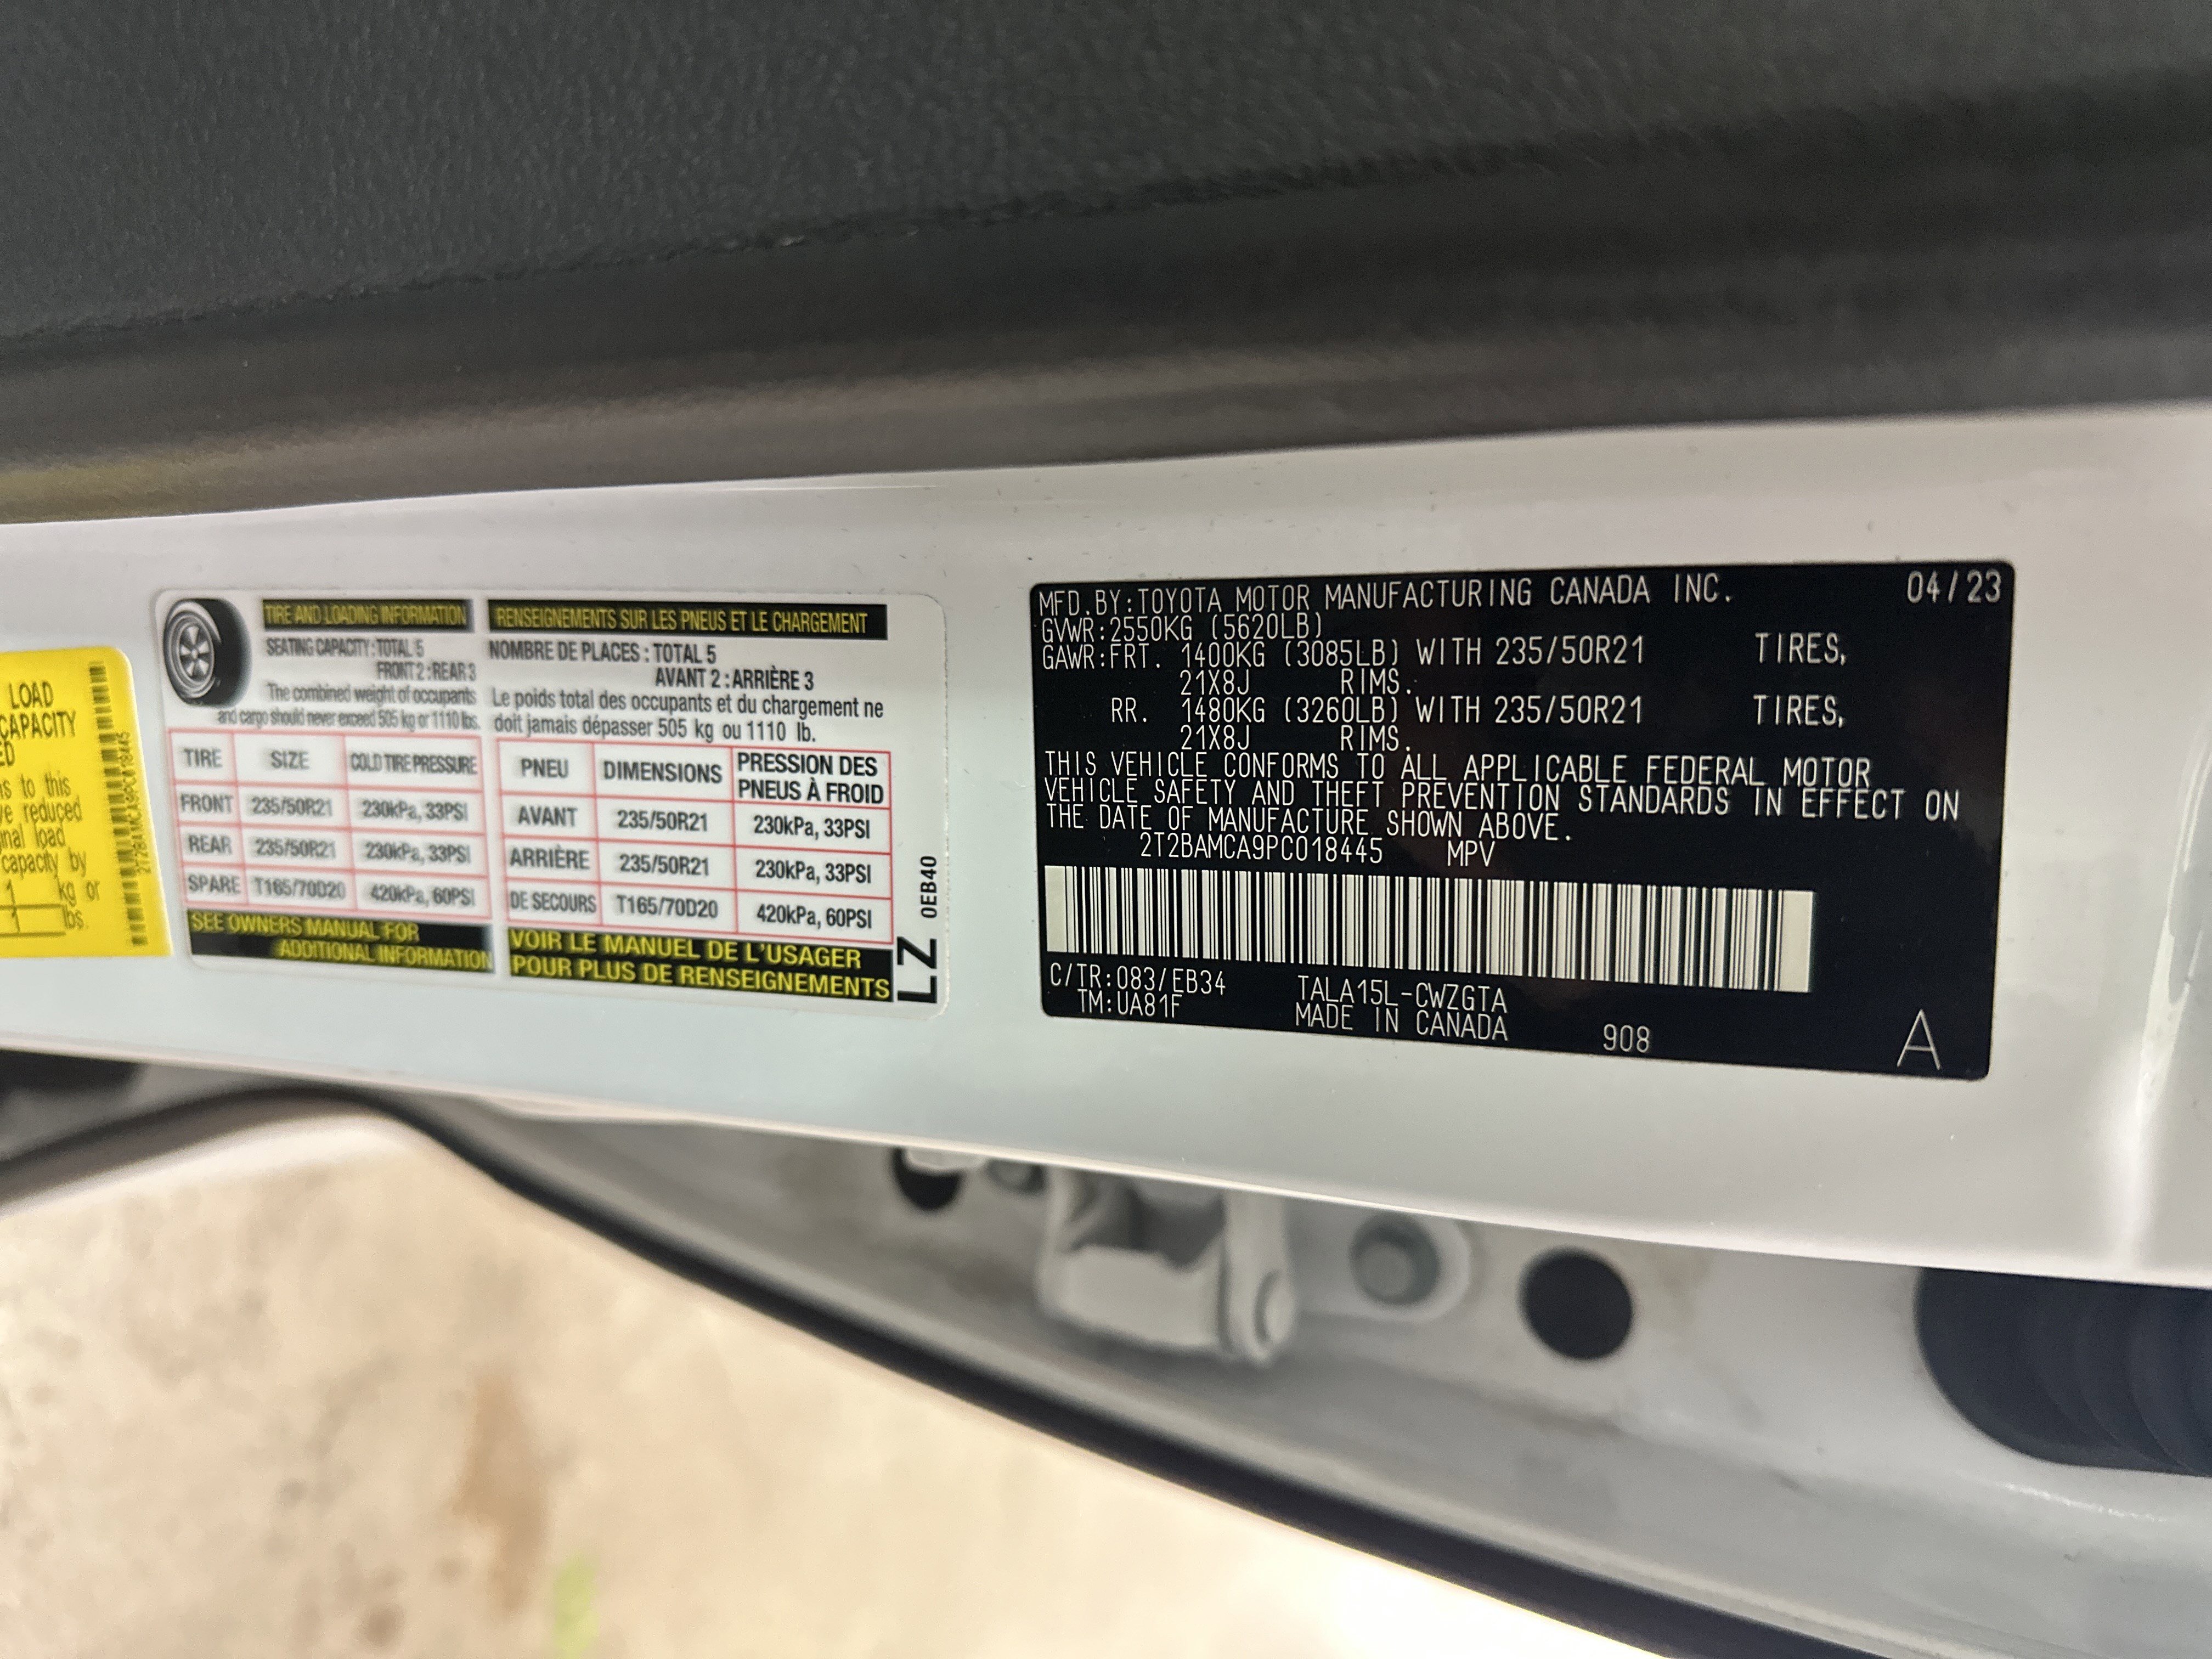 LOAD
CAPACITY
ED
ns to this
ve reduced
inal load
capacity by
1 kg or
1 lbs.
2T2BAMCA9PC018445
TIRE AND LOADING INFORMATION
SEATING CAPACITY: TOTAL 5
FRONT 2 : REAR 3
The combined weight of occupants
and cargo should never exceed 505 kg or 1110 lbs.
TIRE SIZE COLD TIRE PRESSURE
FRONT 235/50R21 230kPa, 33PSI
REAR 235/50R21 230kPa, 33PSI
SPARE T165/70D20 420kPa, 60PSI
SEE OWNERS MANUAL FOR
ADDITIONAL INFORMATION
RENSEIGNEMENTS SUR LES PNEUS ET LE CHARGEMENT
NOMBRE DE PLACES : TOTAL 5
AVANT 2 : ARRIÈRE 3
Le poids total des occupants et du chargement ne
doit jamais dépasser 505 kg ou 1110 lb.
PNEU DIMENSIONS PRESSION DES
PNEUS À FROID
AVANT 235/50R21 230kPa, 33PSI
ARRIÈRE 235/50R21 230kPa, 33PSI
DE SECOURS T165/70D20 420kPa, 60PSI
VOIR LE MANUEL DE L'USAGER
POUR PLUS DE RENSEIGNEMENTS
LZ 0EB40
MFD.BY:TOYOTA MOTOR MANUFACTURING CANADA INC. 04/23
GVWR:2550KG (5620LB)
GAWR:FRT. 1400KG (3085LB) WITH 235/50R21 TIRES,
21X8J RIMS.
RR. 1480KG (3260LB) WITH 235/50R21 TIRES,
21X8J RIMS.
THIS VEHICLE CONFORMS TO ALL APPLICABLE FEDERAL MOTOR
VEHICLE SAFETY AND THEFT PREVENTION STANDARDS IN EFFECT ON
THE DATE OF MANUFACTURE SHOWN ABOVE.
2T2BAMCA9PC018445 MPV
C/TR:083/EB34 TALA15L-CWZGTA
TM:UA81F MADE IN CANADA 908
A